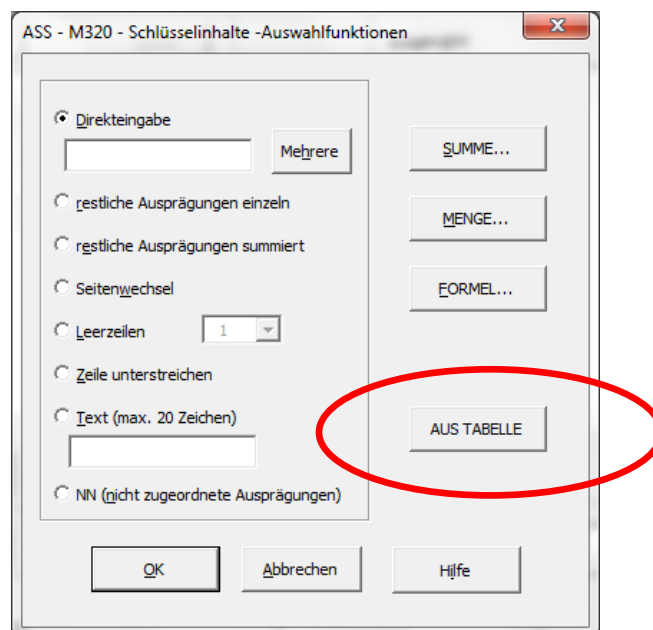 ASS - M320 - Schlüsselinhalte -Auswahlfunktionen
Direkteingabe
Mehrere
SUMME...
restliche Ausprägungen einzeln
MENGE...
restliche Ausprägungen summiert
Seitenwechsel
FORMEL...
Leerzeilen 1
Zeile unterstreichen
Text (max. 20 Zeichen)
AUS TABELLE
NN (nicht zugeordnete Ausprägungen)
OK Abbrechen Hilfe